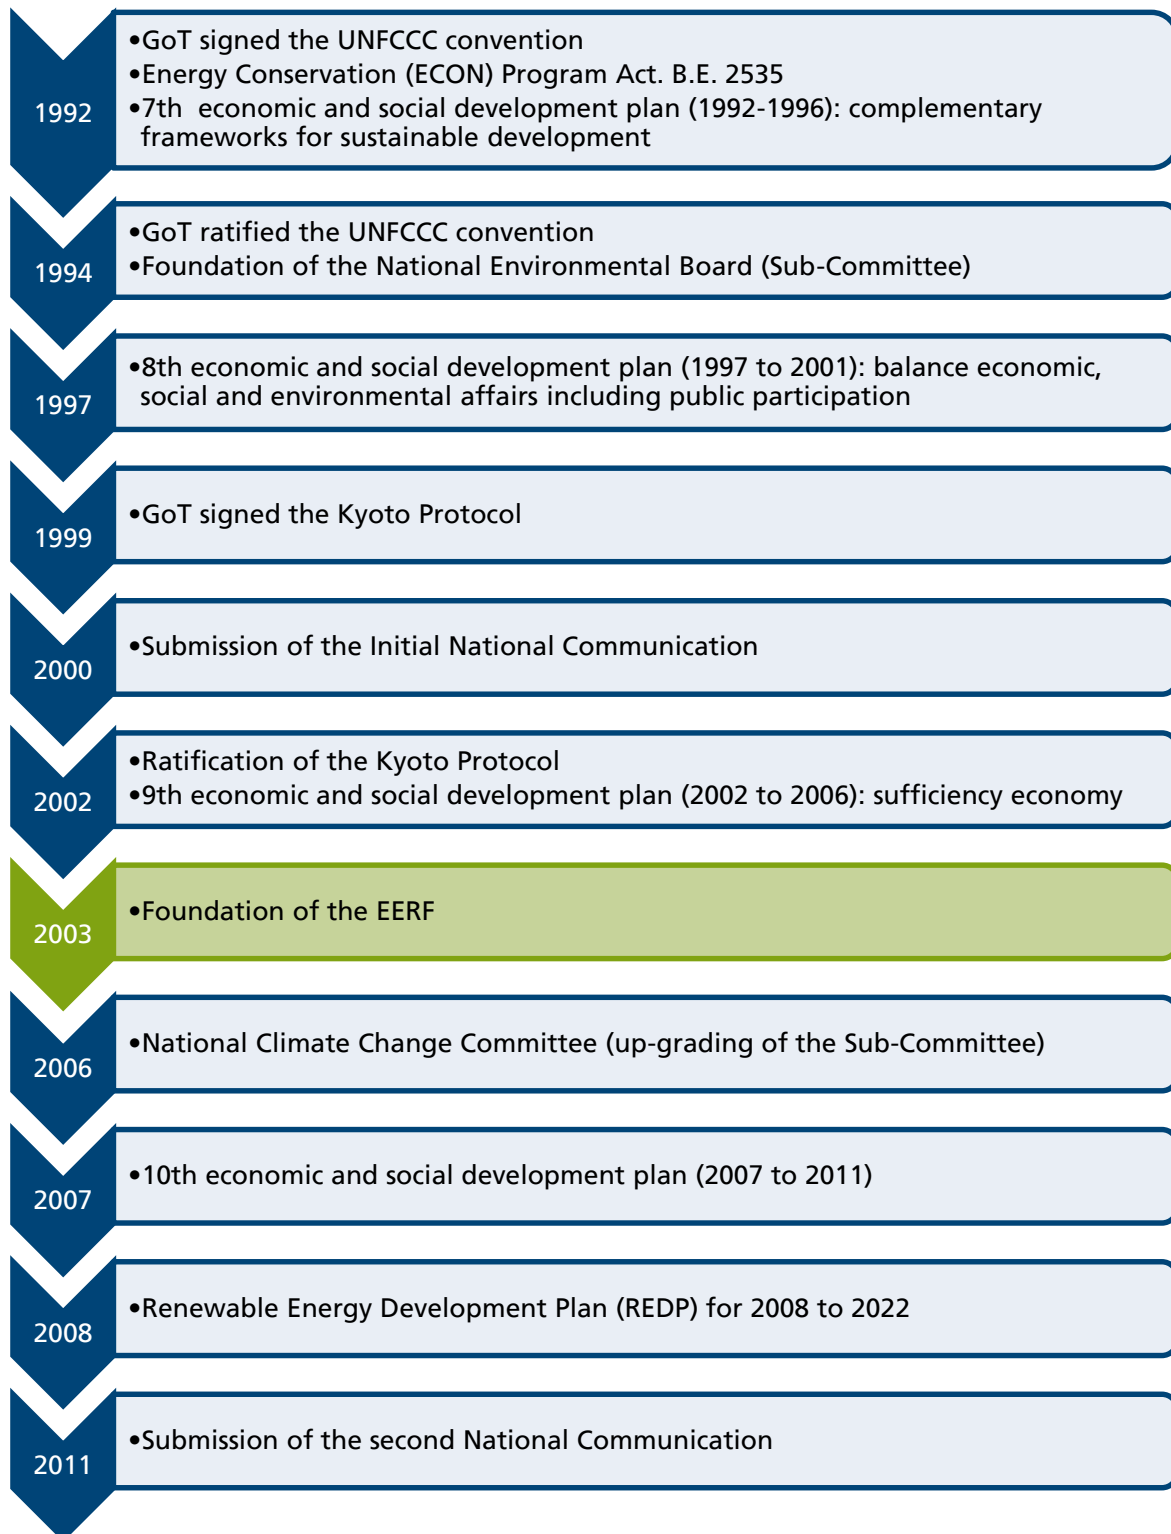 1992
•GoT signed the UNFCCC convention
•Energy Conservation (ECON) Program Act. B.E. 2535
•7th economic and social development plan (1992-1996): complementary
frameworks for sustainable development
1994
•GoT ratified the UNFCCC convention
•Foundation of the National Environmental Board (Sub-Committee)
1997
•8th economic and social development plan (1997 to 2001): balance economic,
social and environmental affairs including public participation
1999
•GoT signed the Kyoto Protocol
2000
•Submission of the Initial National Communication
2002
•Ratification of the Kyoto Protocol
•9th economic and social development plan (2002 to 2006): sufficiency economy
2003
•Foundation of the EERF
2006
•National Climate Change Committee (up-grading of the Sub-Committee)
2007
•10th economic and social development plan (2007 to 2011)
2008
•Renewable Energy Development Plan (REDP) for 2008 to 2022
2011
•Submission of the second National Communication